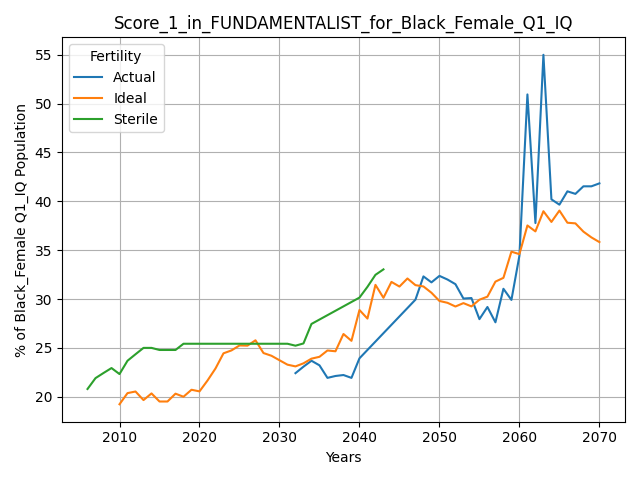 Score_1_in_FUNDAMENTALIST_for_Black_Female_Q1_IQ
Fertility
Actual
Ideal
Sterile
% of Black_Female Q1_IQ Population
55
50
45
40
35
30
25
20
2010 2020 2030 2040 2050 2060 2070
Years